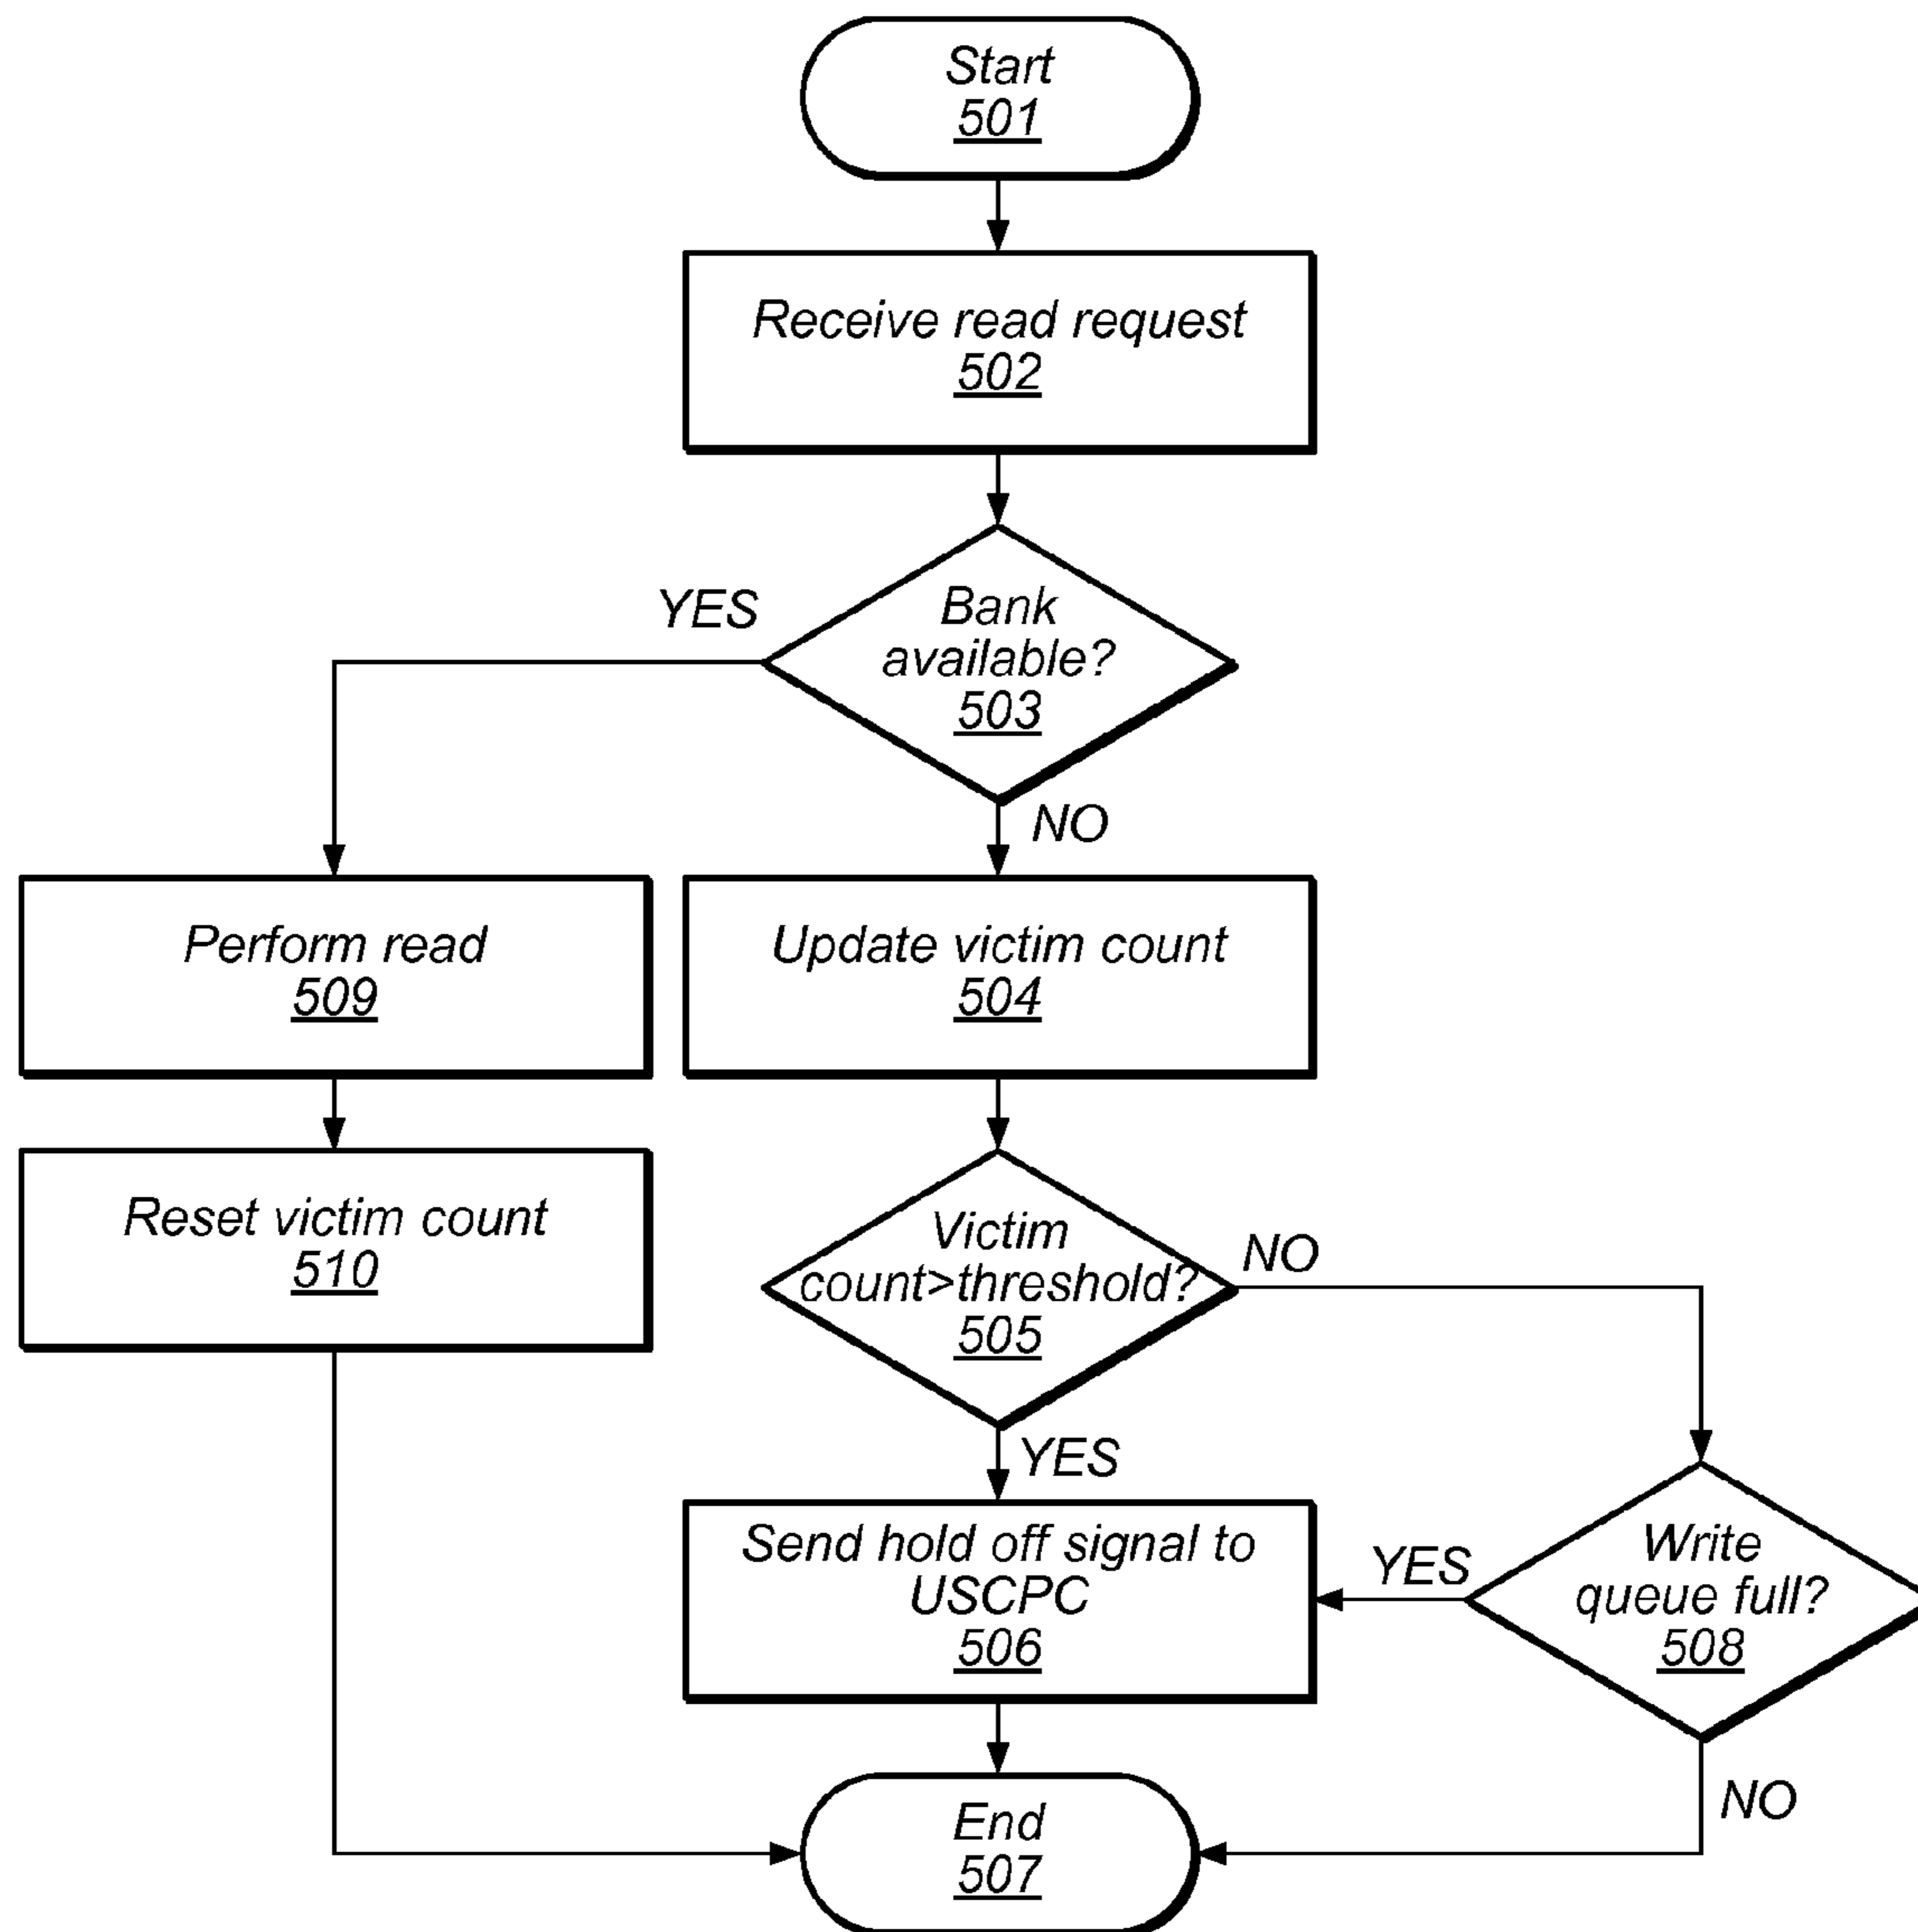 Start
501
Receive read request
502
YES
Bank
available?
503
NO
Perform read
509
Update victim count
504
Reset victim count
510
Victim
count>threshold?
505
NO
YES
Send hold off signal to
USCPC
506
YES
Write
queue full?
508
NO
End
507